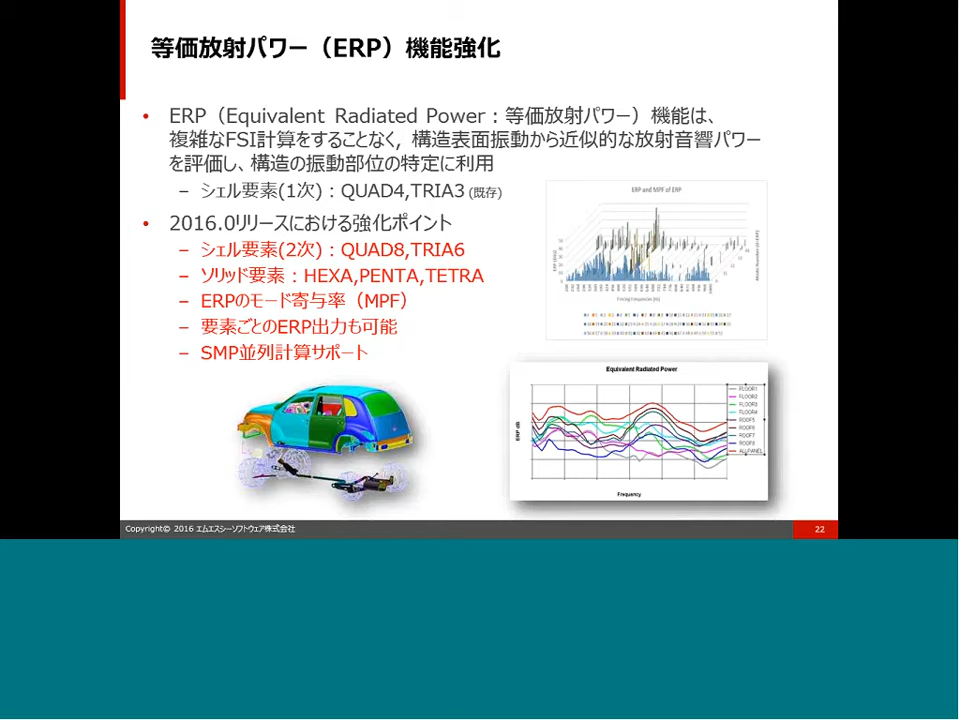 等価放射パワー（ERP）機能強化
• ERP（Equivalent Radiated Power：等価放射パワー）機能は、
複雑なFSI計算をすることなく, 構造表面振動から近似的な放射音響パワー
を評価し、構造の振動部位の特定に利用
– シェル要素(1次)：QUAD4,TRIA3 (既存)
• 2016.0リリースにおける強化ポイント
– シェル要素(2次)：QUAD8,TRIA6
– ソリッド要素：HEXA,PENTA,TETRA
– ERPのモード寄与率（MPF）
– 要素ごとのERP出力も可能
– SMP並列計算サポート
ERP and MPF of ERP
Forcing Frequencies (Hz)
Equivalent Radiated Power
ERP dB
FLOOR1
FLOOR2
FLOOR3
FLOOR4
ROOF5
ROOF6
ROOF7
ROOF8
ALLPANEL
Frequency
Copyright© 2016 エムエスシーソフトウェア株式会社
22